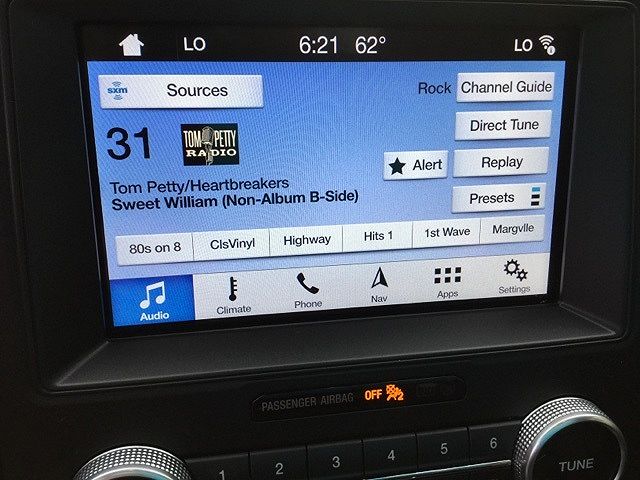 LO 6:21 62° LO
sxm Sources Rock Channel Guide
31 TOM PETTY RADIO Direct Tune
Alert Replay
Tom Petty/Heartbreakers
Sweet William (Non-Album B-Side) Presets
80s on 8 ClsVinyl Highway Hits 1 1st Wave Margvlle
Audio Climate Phone Nav Apps Settings
PASSENGER AIRBAG OFF
1 2 3 4 5 6 TUNE